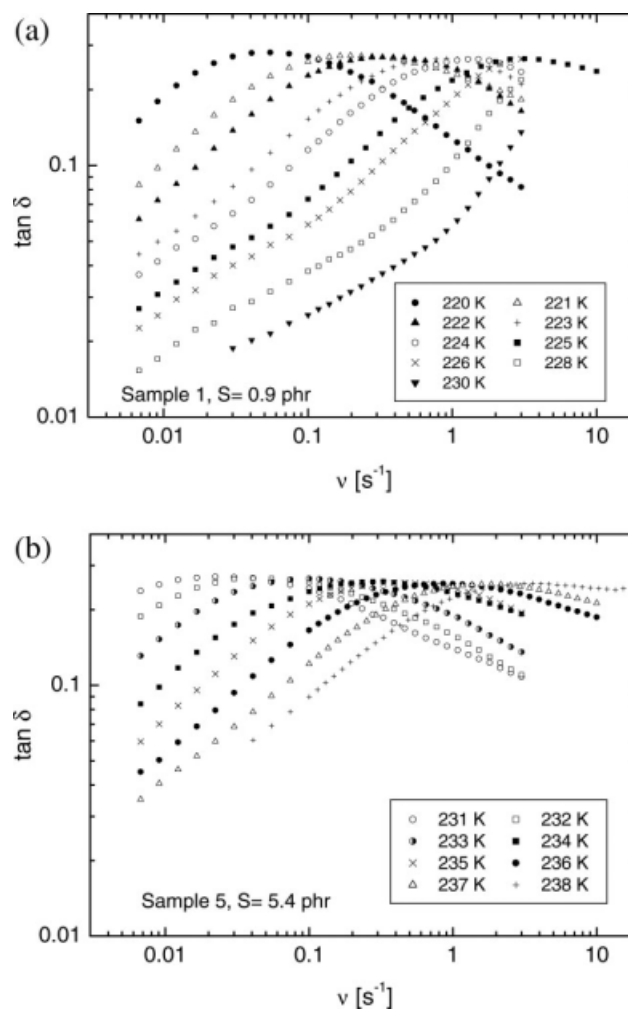 (a)
0.1
tan δ
0.01
220 K 221 K
222 K 223 K
224 K 225 K
226 K 228 K
230 K
Sample 1, S= 0.9 phr
0.01 0.1 1 10
ν [s⁻¹]
(b)
0.1
tan δ
0.01
231 K 232 K
233 K 234 K
235 K 236 K
237 K 238 K
Sample 5, S= 5.4 phr
0.01 0.1 1 10
ν [s⁻¹]